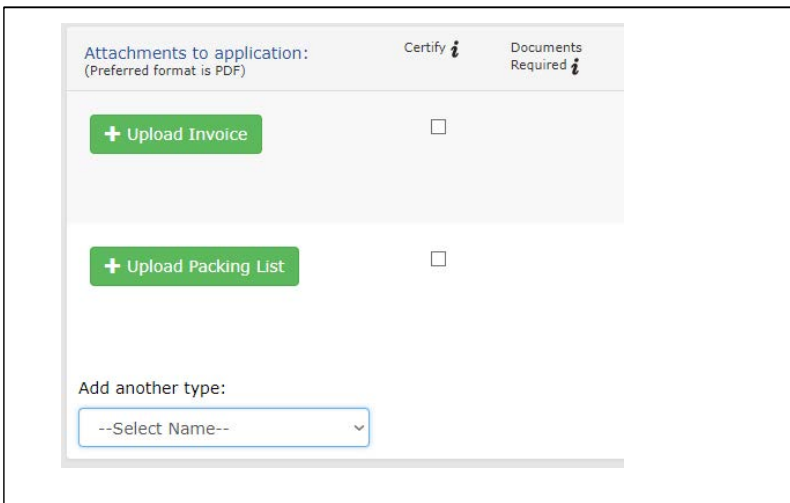 Attachments to application:
(Preferred format is PDF)
Certify i
Documents
Required i
+ Upload Invoice
+ Upload Packing List
Add another type:
--Select Name--